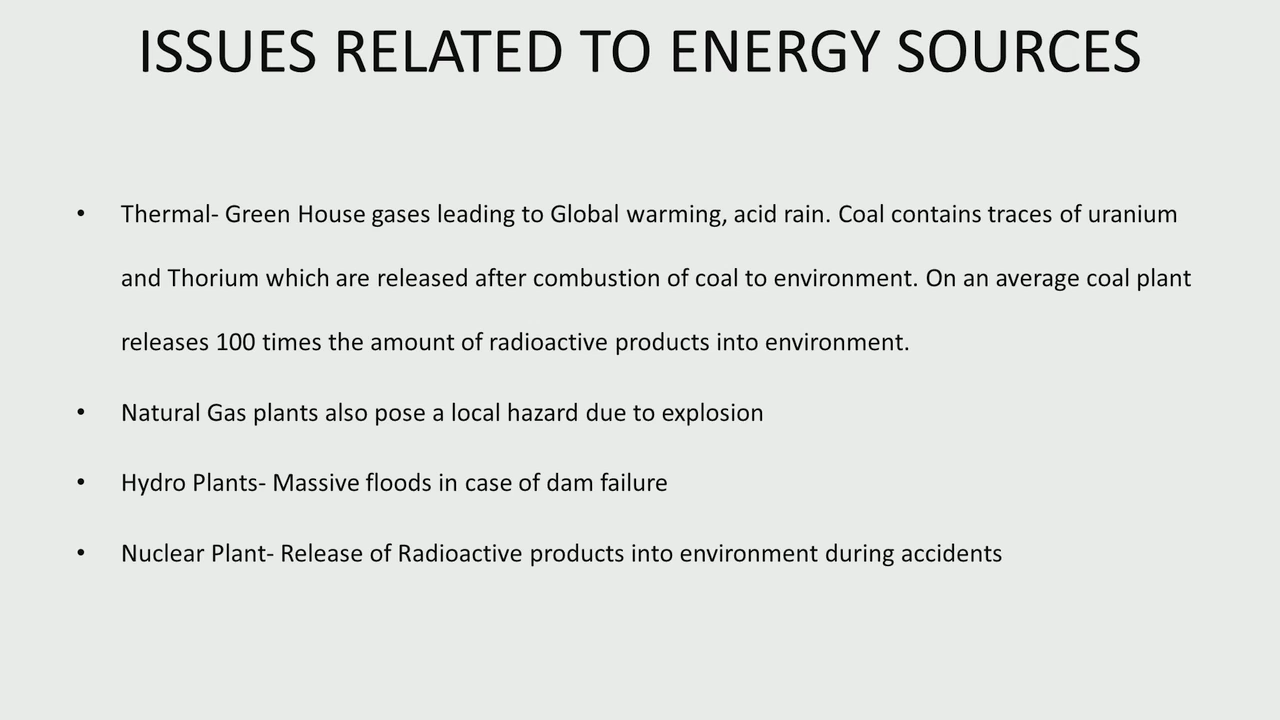 ISSUES RELATED TO ENERGY SOURCES
• Thermal- Green House gases leading to Global warming, acid rain. Coal contains traces of uranium
and Thorium which are released after combustion of coal to environment. On an average coal plant
releases 100 times the amount of radioactive products into environment.
• Natural Gas plants also pose a local hazard due to explosion
• Hydro Plants- Massive floods in case of dam failure
• Nuclear Plant- Release of Radioactive products into environment during accidents